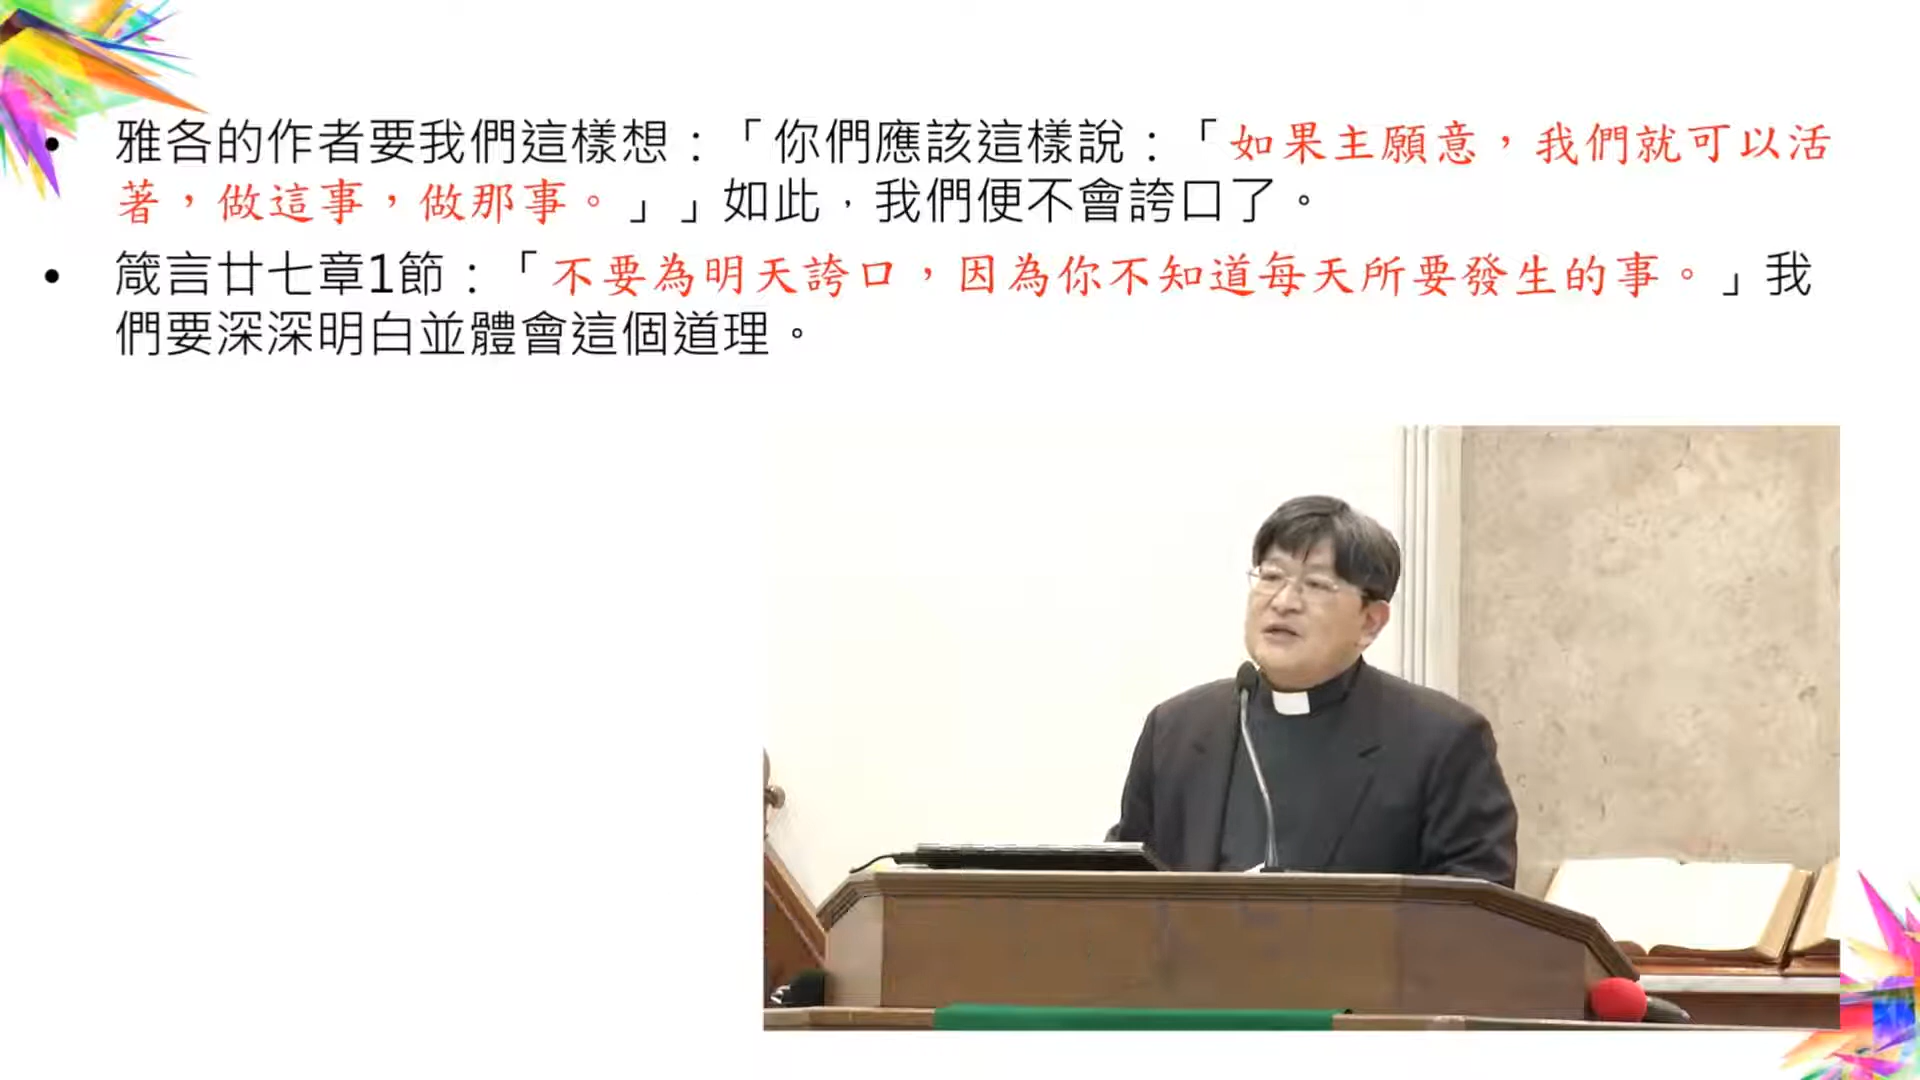 • 雅各的作者要我們這樣想：「你們應該這樣說：「如果主願意，我們就可以活
著，做這事，做那事。」」如此，我們便不會誇口了。
• 箴言廿七章1節：「不要為明天誇口，因為你不知道每天所要發生的事。」我
們要深深明白並體會這個道理。